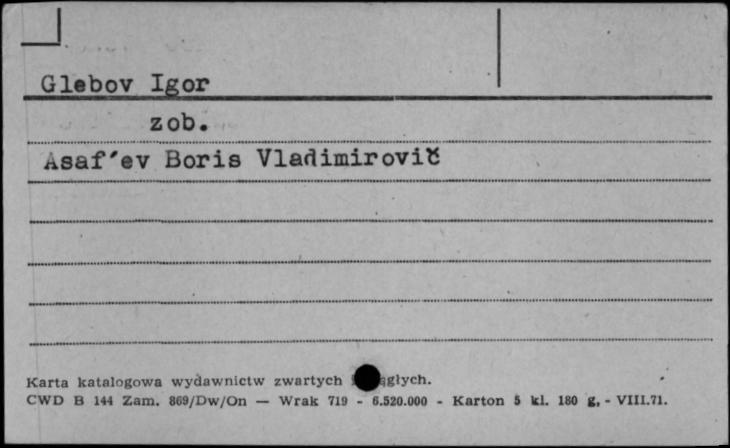 Glebov Igor
zob.
Asaf'ev Boris Vladimirovič
Karta katalogowa wydawnictw zwartych
CWD B 144 Zam. 869/Dw/On — Wrak 719 - 6.520.000 - Karton 5 kl. 180 g, - VIII.71.